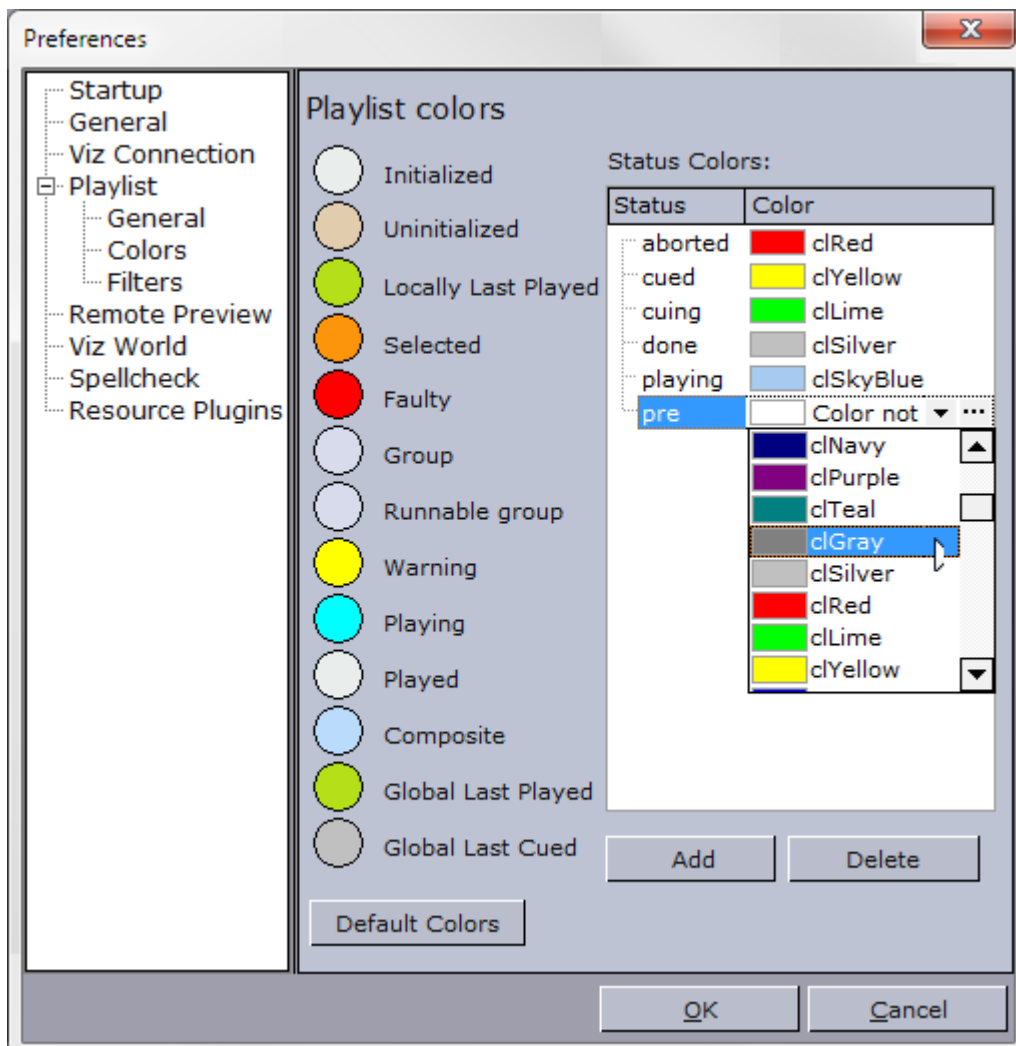 Preferences
x
Startup
General
Viz Connection
Playlist
General
Colors
Filters
Remote Preview
Viz World
Spellcheck
Resource Plugins
Playlist colors
Initialized
Uninitialized
Locally Last Played
Selected
Faulty
Group
Runnable group
Warning
Playing
Played
Composite
Global Last Played
Global Last Cued
Default Colors
Status Colors:
Status Color
aborted clRed
cued clYellow
cuing clLime
done clSilver
playing clSkyBlue
pre Color not ...
clNavy
clPurple
clTeal
clGray
clSilver
clRed
clLime
clYellow
Add Delete
OK Cancel